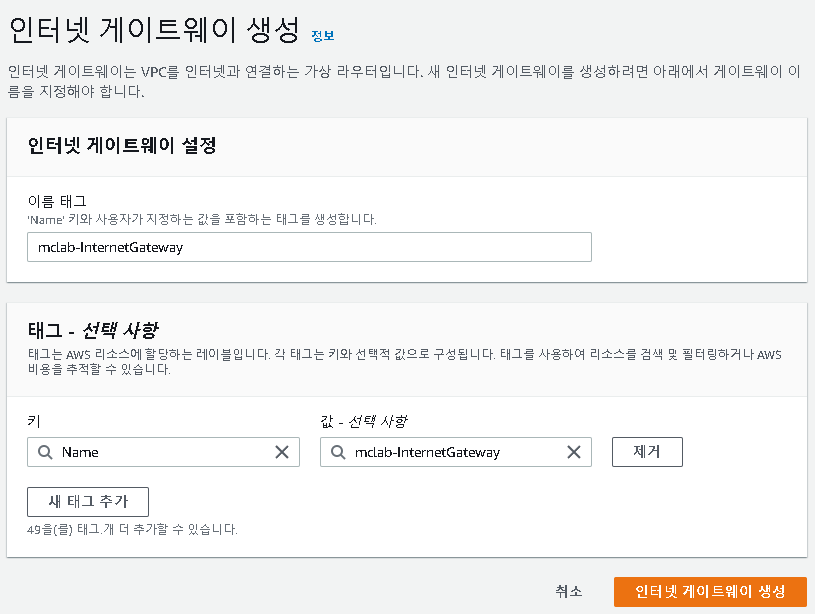 인터넷 게이트웨이 생성 정보
인터넷 게이트웨이는 VPC를 인터넷과 연결하는 가상 라우터입니다. 새 인터넷 게이트웨이를 생성하려면 아래에서 게이트웨이 이
름을 지정해야 합니다.
인터넷 게이트웨이 설정
이름 태그
'Name' 키와 사용자가 지정하는 값을 포함하는 태그를 생성합니다.
mclab-InternetGateway
태그 - 선택 사항
태그는 AWS 리소스에 할당하는 레이블입니다. 각 태그는 키와 선택적 값으로 구성됩니다. 태그를 사용하여 리소스를 검색 및 필터링하거나 AWS
비용을 추적할 수 있습니다.
키 값 - 선택 사항
Name mclab-InternetGateway 제거
새 태그 추가
49을(를) 태그.개 더 추가할 수 있습니다.
취소 인터넷 게이트웨이 생성